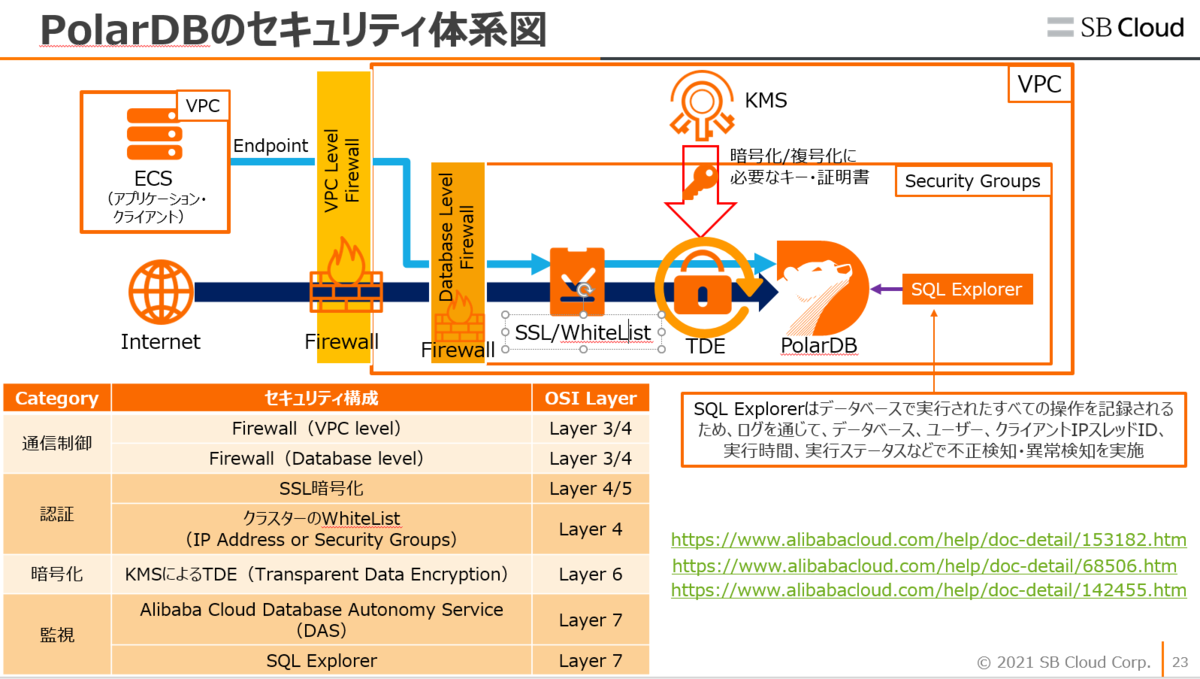 PolarDBのセキュリティ体系図
SB Cloud
VPC
VPC
KMS
ECS
（アプリケーション・
クライアント）
Endpoint
VPC Level
Firewall
Database Level
Firewall
暗号化/複号化に
必要なキー・証明書
Security Groups
SQL Explorer
Internet
Firewall
Firewall
SSL/WhiteList
TDE
PolarDB
Category セキュリティ構成 OSI Layer
通信制御
Firewall（VPC level） Layer 3/4
Firewall（Database level） Layer 3/4
認証
SSL暗号化 Layer 4/5
クラスターのWhiteList
（IP Address or Security Groups） Layer 4
暗号化 KMSによるTDE（Transparent Data Encryption） Layer 6
監視
Alibaba Cloud Database Autonomy Service
（DAS） Layer 7
SQL Explorer Layer 7
SQL Explorerはデータベースで実行されたすべての操作を記録される
ため、ログを通じて、データベース、ユーザー、クライアントIPスレッドID、
実行時間、実行ステータスなどで不正検知・異常検知を実施
https://www.alibabacloud.com/help/doc-detail/153182.htm
https://www.alibabacloud.com/help/doc-detail/68506.htm
https://www.alibabacloud.com/help/doc-detail/142455.htm
© 2021 SB Cloud Corp. 23